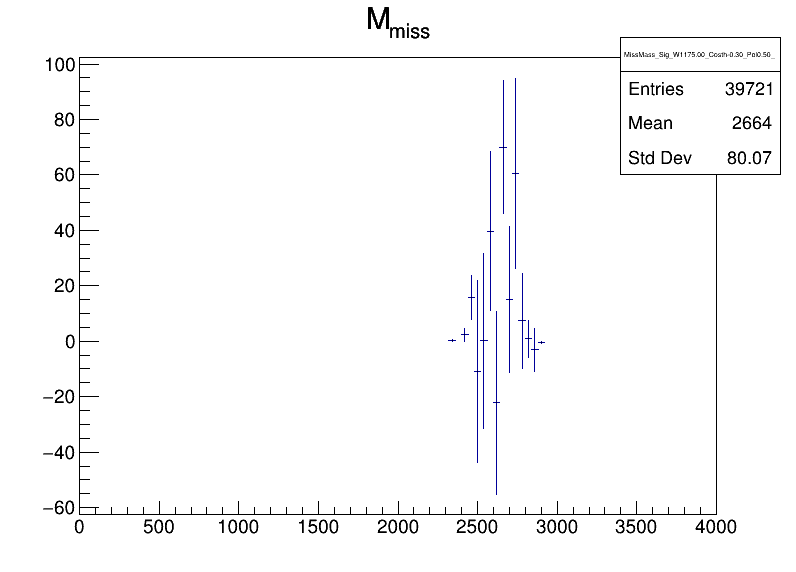 M_miss
MissMass_Sig_W1175.00_Costh-0.30_Pol0.50_
Entries 39721
Mean 2664
Std Dev 80.07
100
80
60
40
20
0
−20
−40
−60
0 500 1000 1500 2000 2500 3000 3500 4000